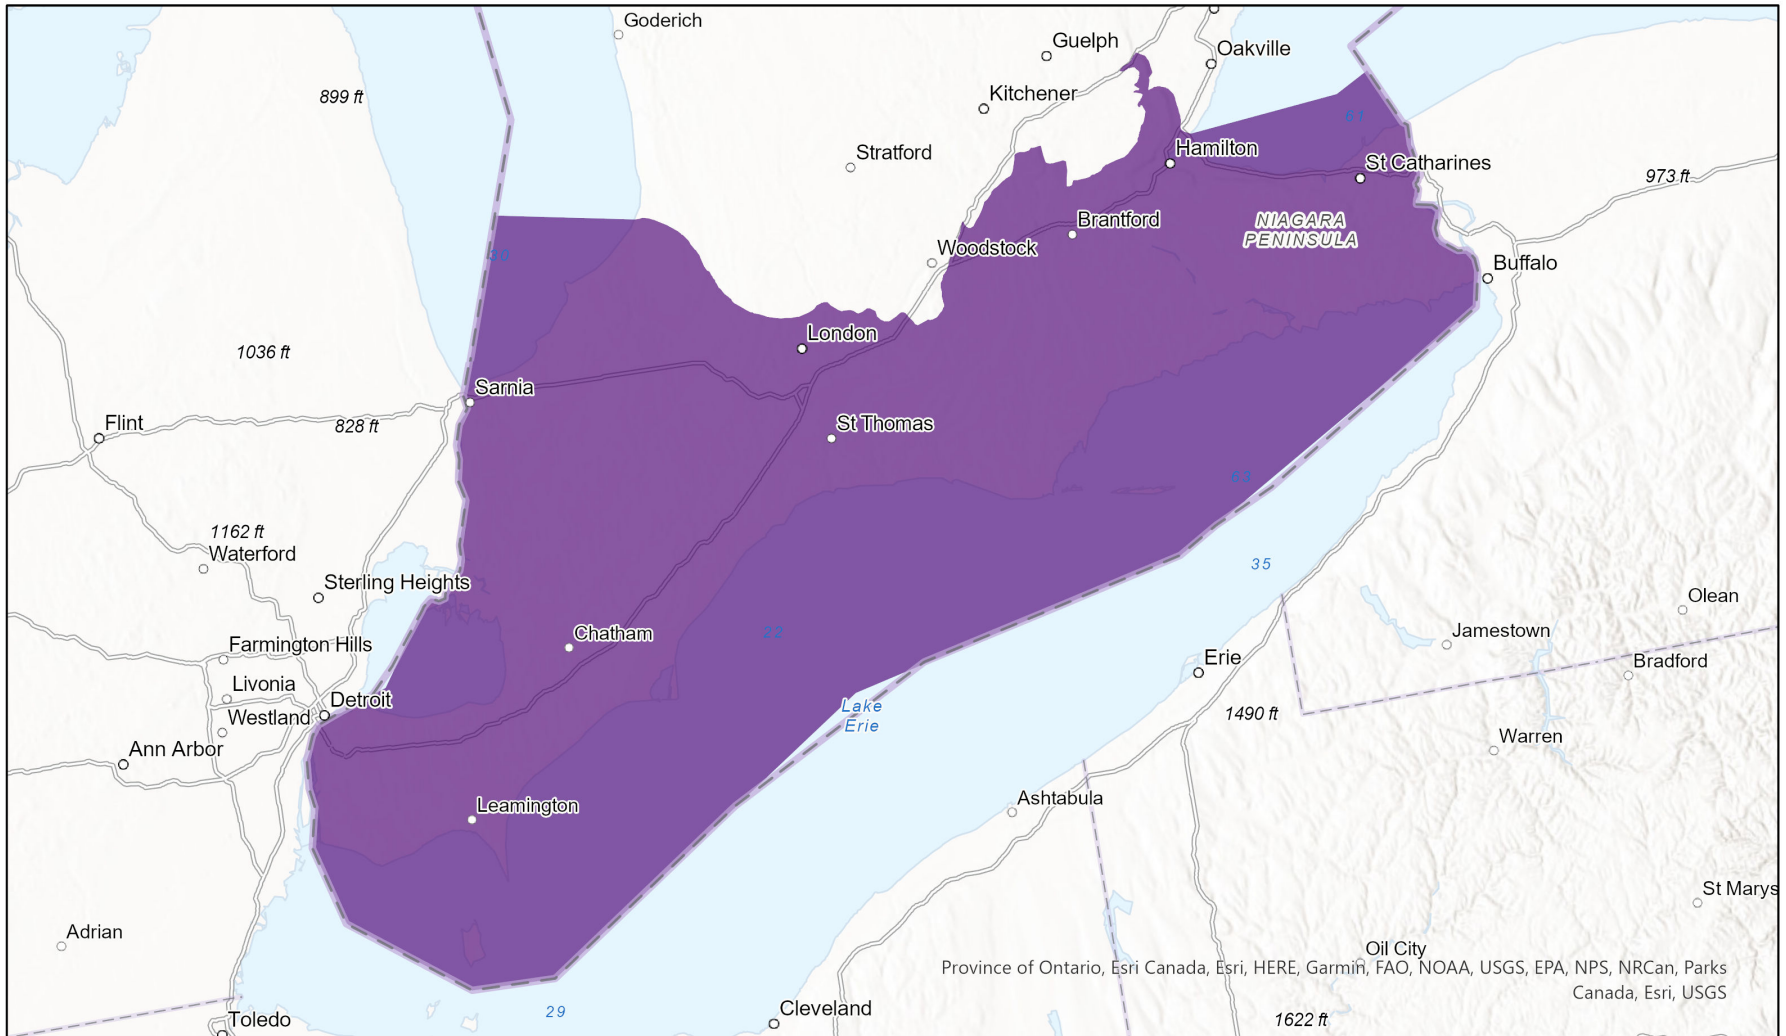 Goderich
Guelph
Oakville
899 ft
Kitchener
61
Stratford
Hamilton
St Catharines
973 ft
Brantford
NIAGARA
PENINSULA
Woodstock
Buffalo
London
1036 ft
Sarnia
Flint
828 ft
St Thomas
63
1162 ft
Waterford
35
Sterling Heights
Olean
Chatham
22
Jamestown
Farmington Hills
Erie
Bradford
Livonia
Detroit
Lake
Erie
Westland
1490 ft
Warren
Ann Arbor
Leamington
Ashtabula
St Marys
Adrian
Oil City
Province of Ontario, Esri Canada, Esri, HERE, Garmin, FAO, NOAA, USGS, EPA, NPS, NRCan, Parks
Canada, Esri, USGS
29
Cleveland
Toledo
1622 ft